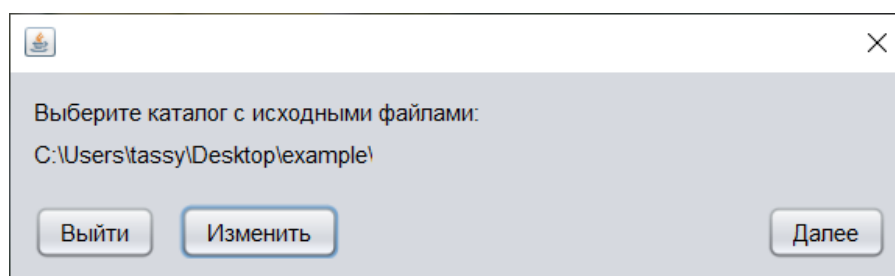 Выберите каталог с исходными файлами:
C:\Users\tassy\Desktop\example\
Выйти Изменить Далее